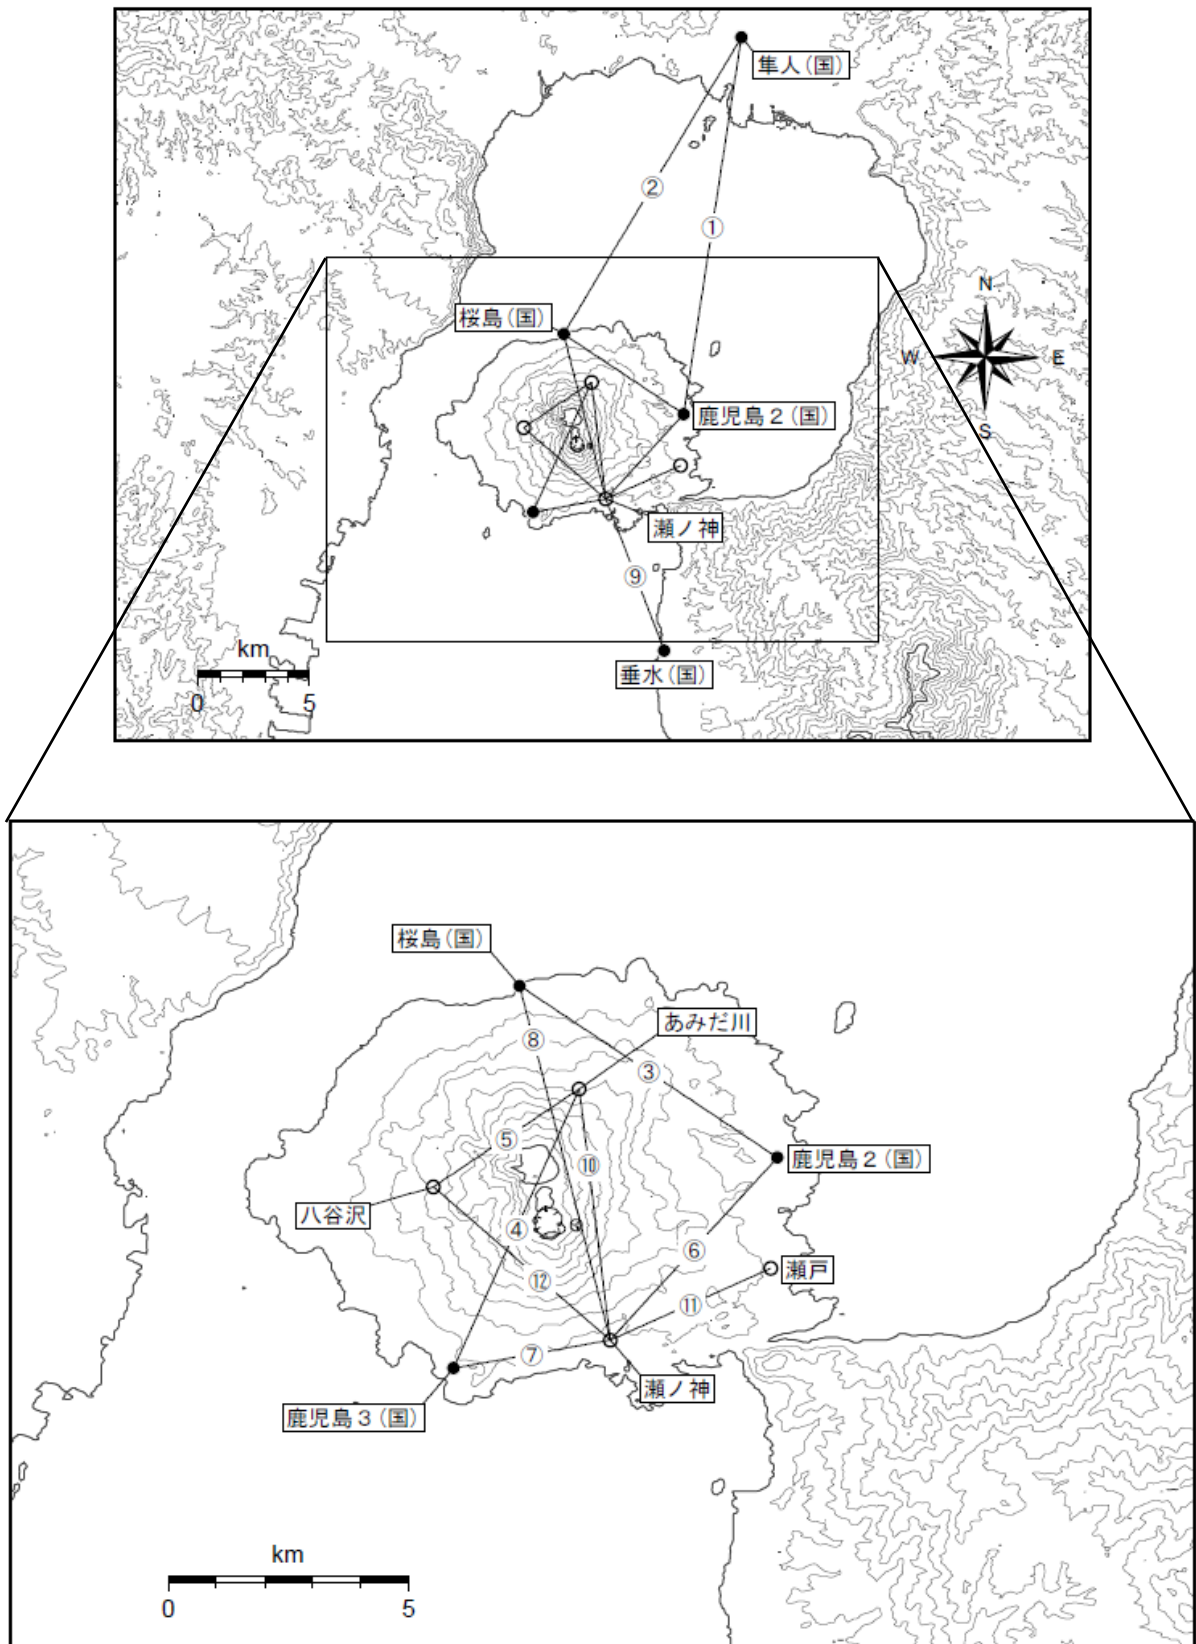 隼人(国)
②
①
N
桜島(国)
W
E
鹿児島２(国)
S
瀬ノ神
⑨
km
垂水(国)
0
5
桜島(国)
あみだ川
⑧
③
⑤
⑩
鹿児島２(国)
八谷沢
④
⑥
瀬戸
⑫
⑪
⑦
瀬ノ神
鹿児島３(国)
km
0
5